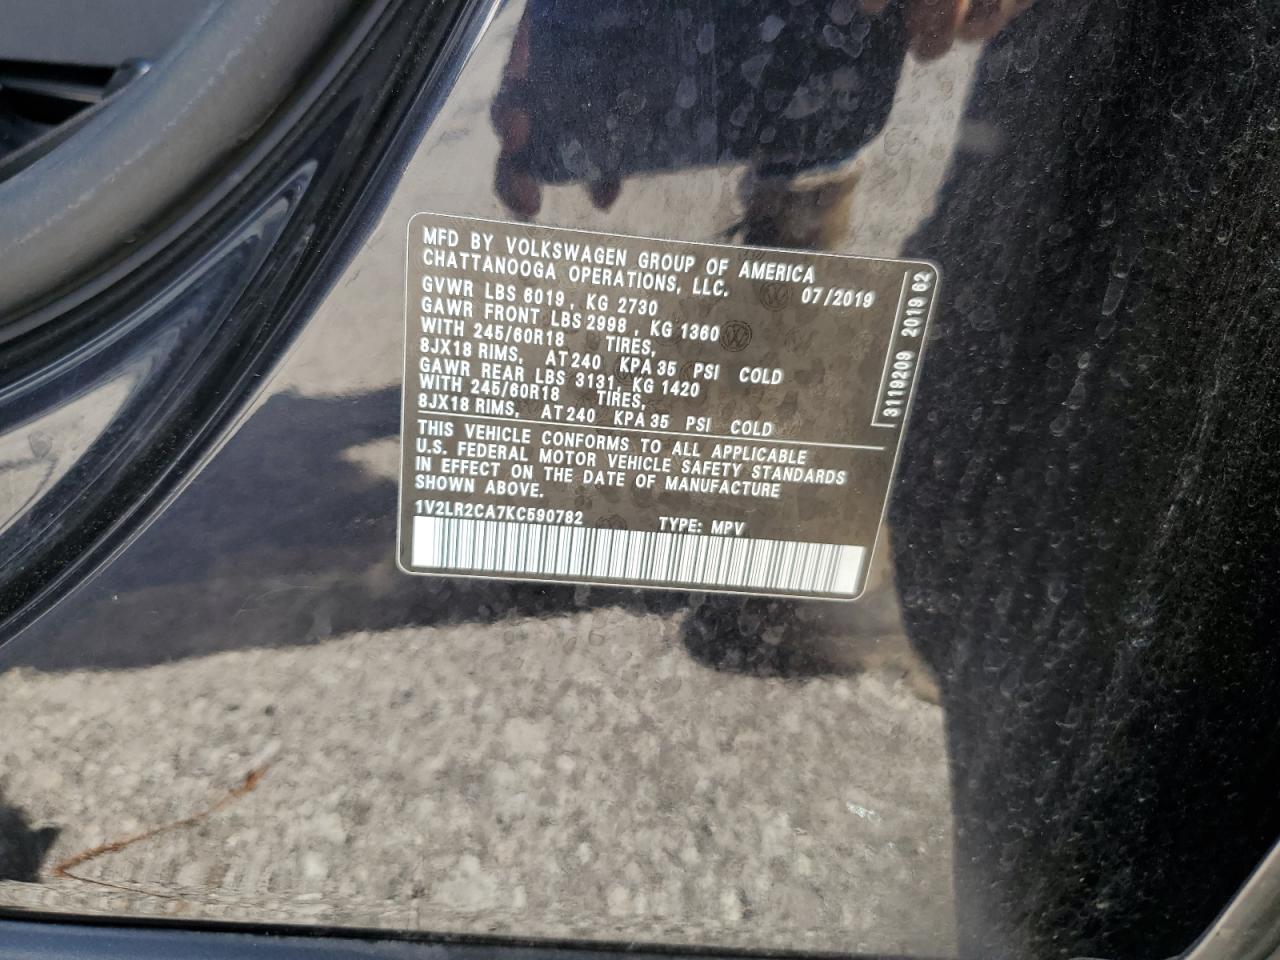 MFD BY VOLKSWAGEN GROUP OF AMERICA
CHATTANOOGA OPERATIONS, LLC.
07/2019
GVWR LBS 6019, KG 2730
GAWR FRONT LBS 2998, KG 1360
WITH 245/60R18 TIRES,
8JX18 RIMS, AT 240 KPA 35 PSI COLD
GAWR REAR LBS 3131, KG 1420
WITH 245/60R18 TIRES,
8JX18 RIMS, AT 240 KPA 35 PSI COLD
THIS VEHICLE CONFORMS TO ALL APPLICABLE
U.S. FEDERAL MOTOR VEHICLE SAFETY STANDARDS
IN EFFECT ON THE DATE OF MANUFACTURE
SHOWN ABOVE.
1V2LR2CA7KC590782 TYPE: MPV
3119209 2019 62